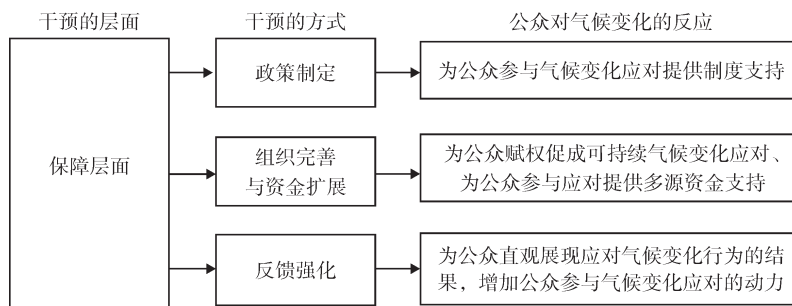 干预的层面
干预的方式
公众对气候变化的反应
保障层面
政策制定
为公众参与气候变化应对提供制度支持
组织完善
与资金扩展
为公众赋权促成可持续气候变化应对、
为公众参与应对提供多源资金支持
反馈强化
为公众直观展现应对气候变化行为的结
果，增加公众参与气候变化应对的动力